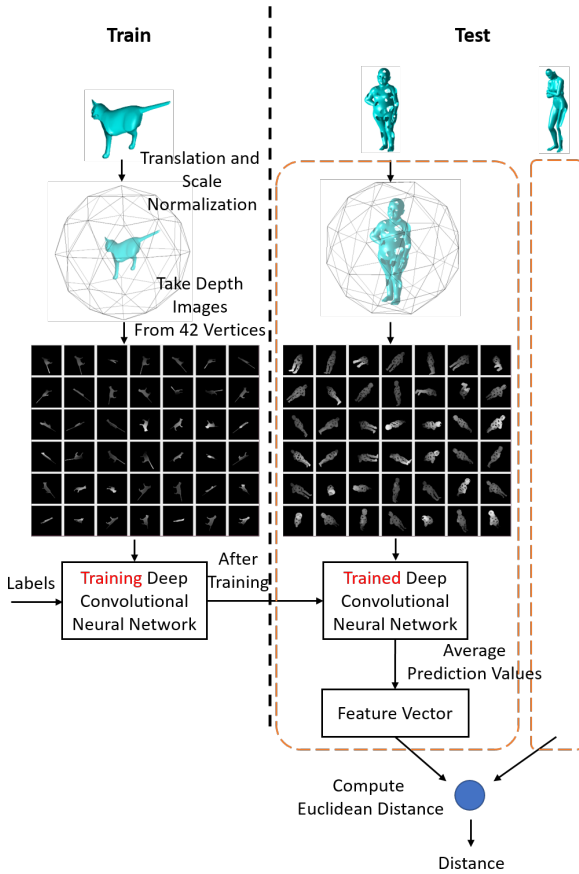 Train
Test
Translation and
Scale
Normalization
Take Depth
Images
From 42 Vertices
Labels
Training Deep
Convolutional
Neural Network
After
Training
Trained Deep
Convolutional
Neural Network
Average
Prediction Values
Feature Vector
Compute
Euclidean Distance
Distance